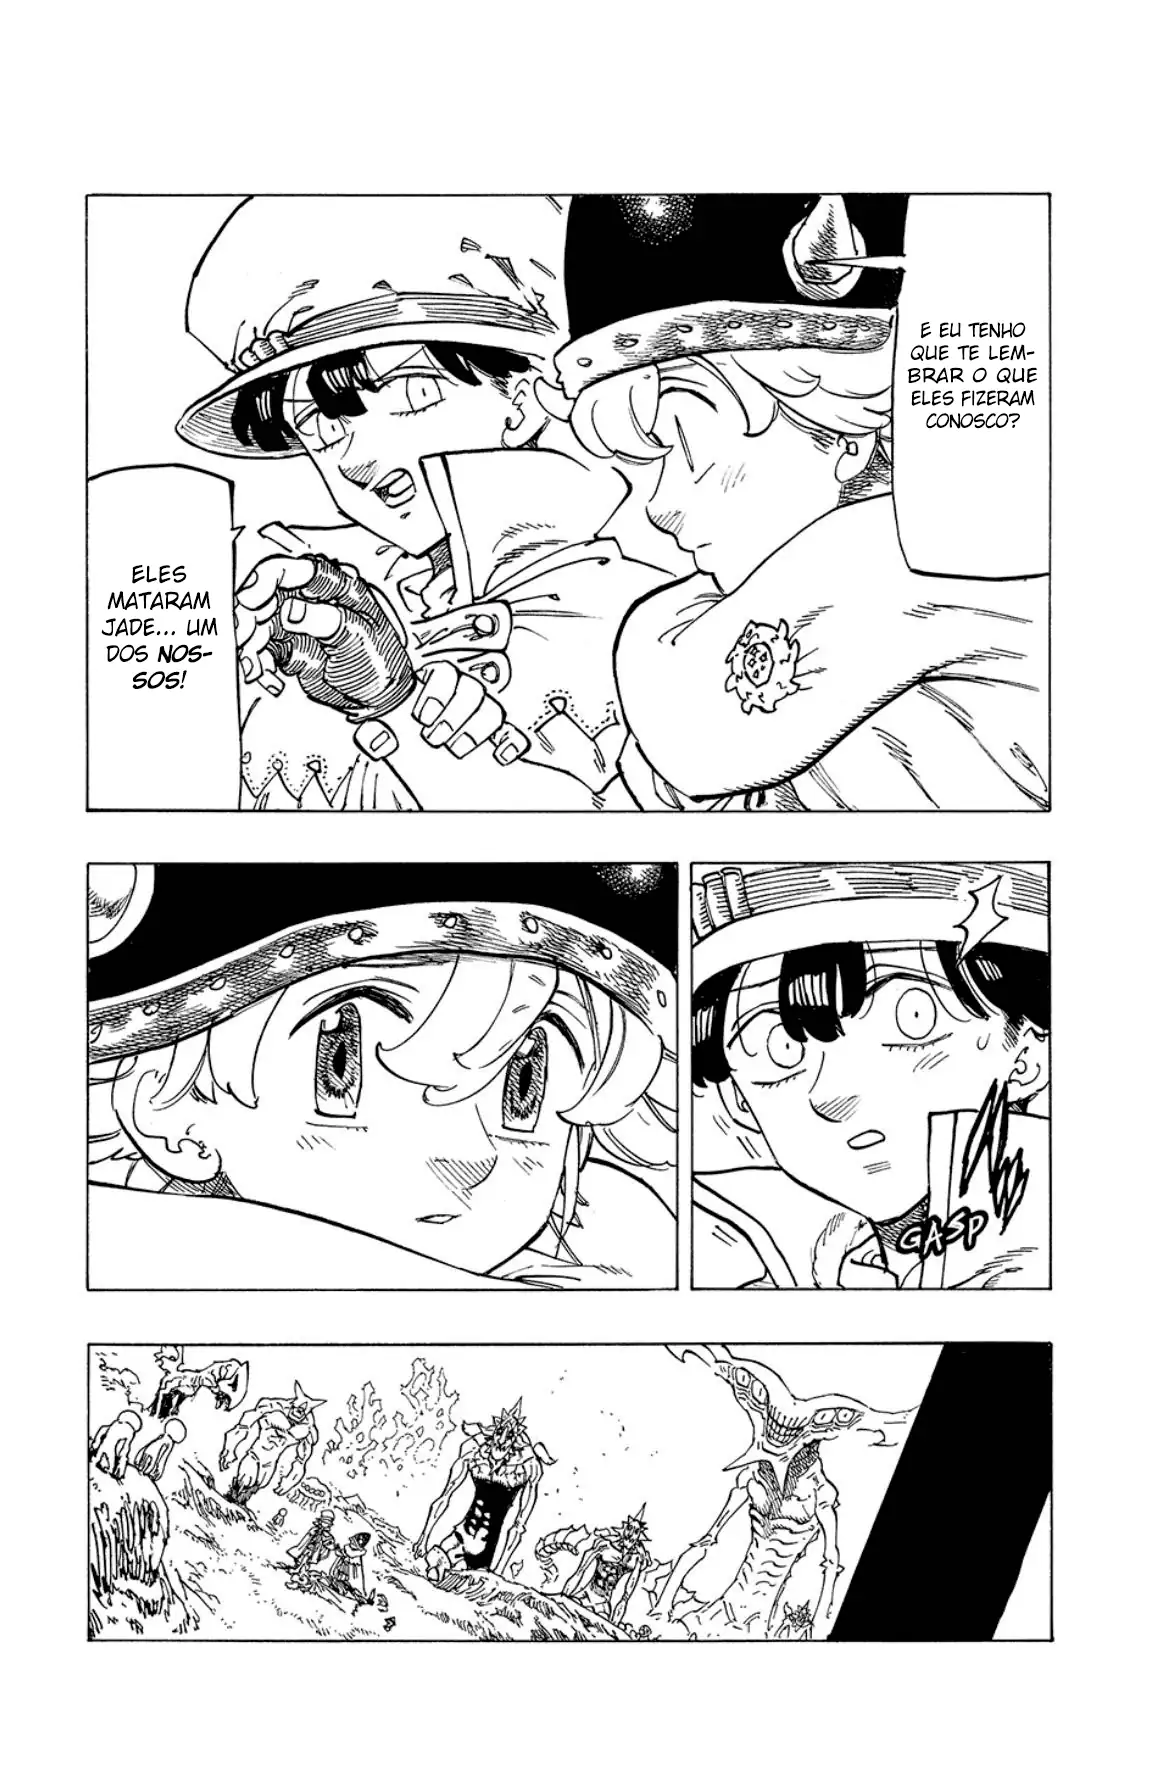 E EU TENHO
QUE TE LEM-
BRAR O QUE
ELES FIZERAM
CONOSCO?
ELES
MATARAM
JADE... UM
DOS NOS-
SOS!
GASP